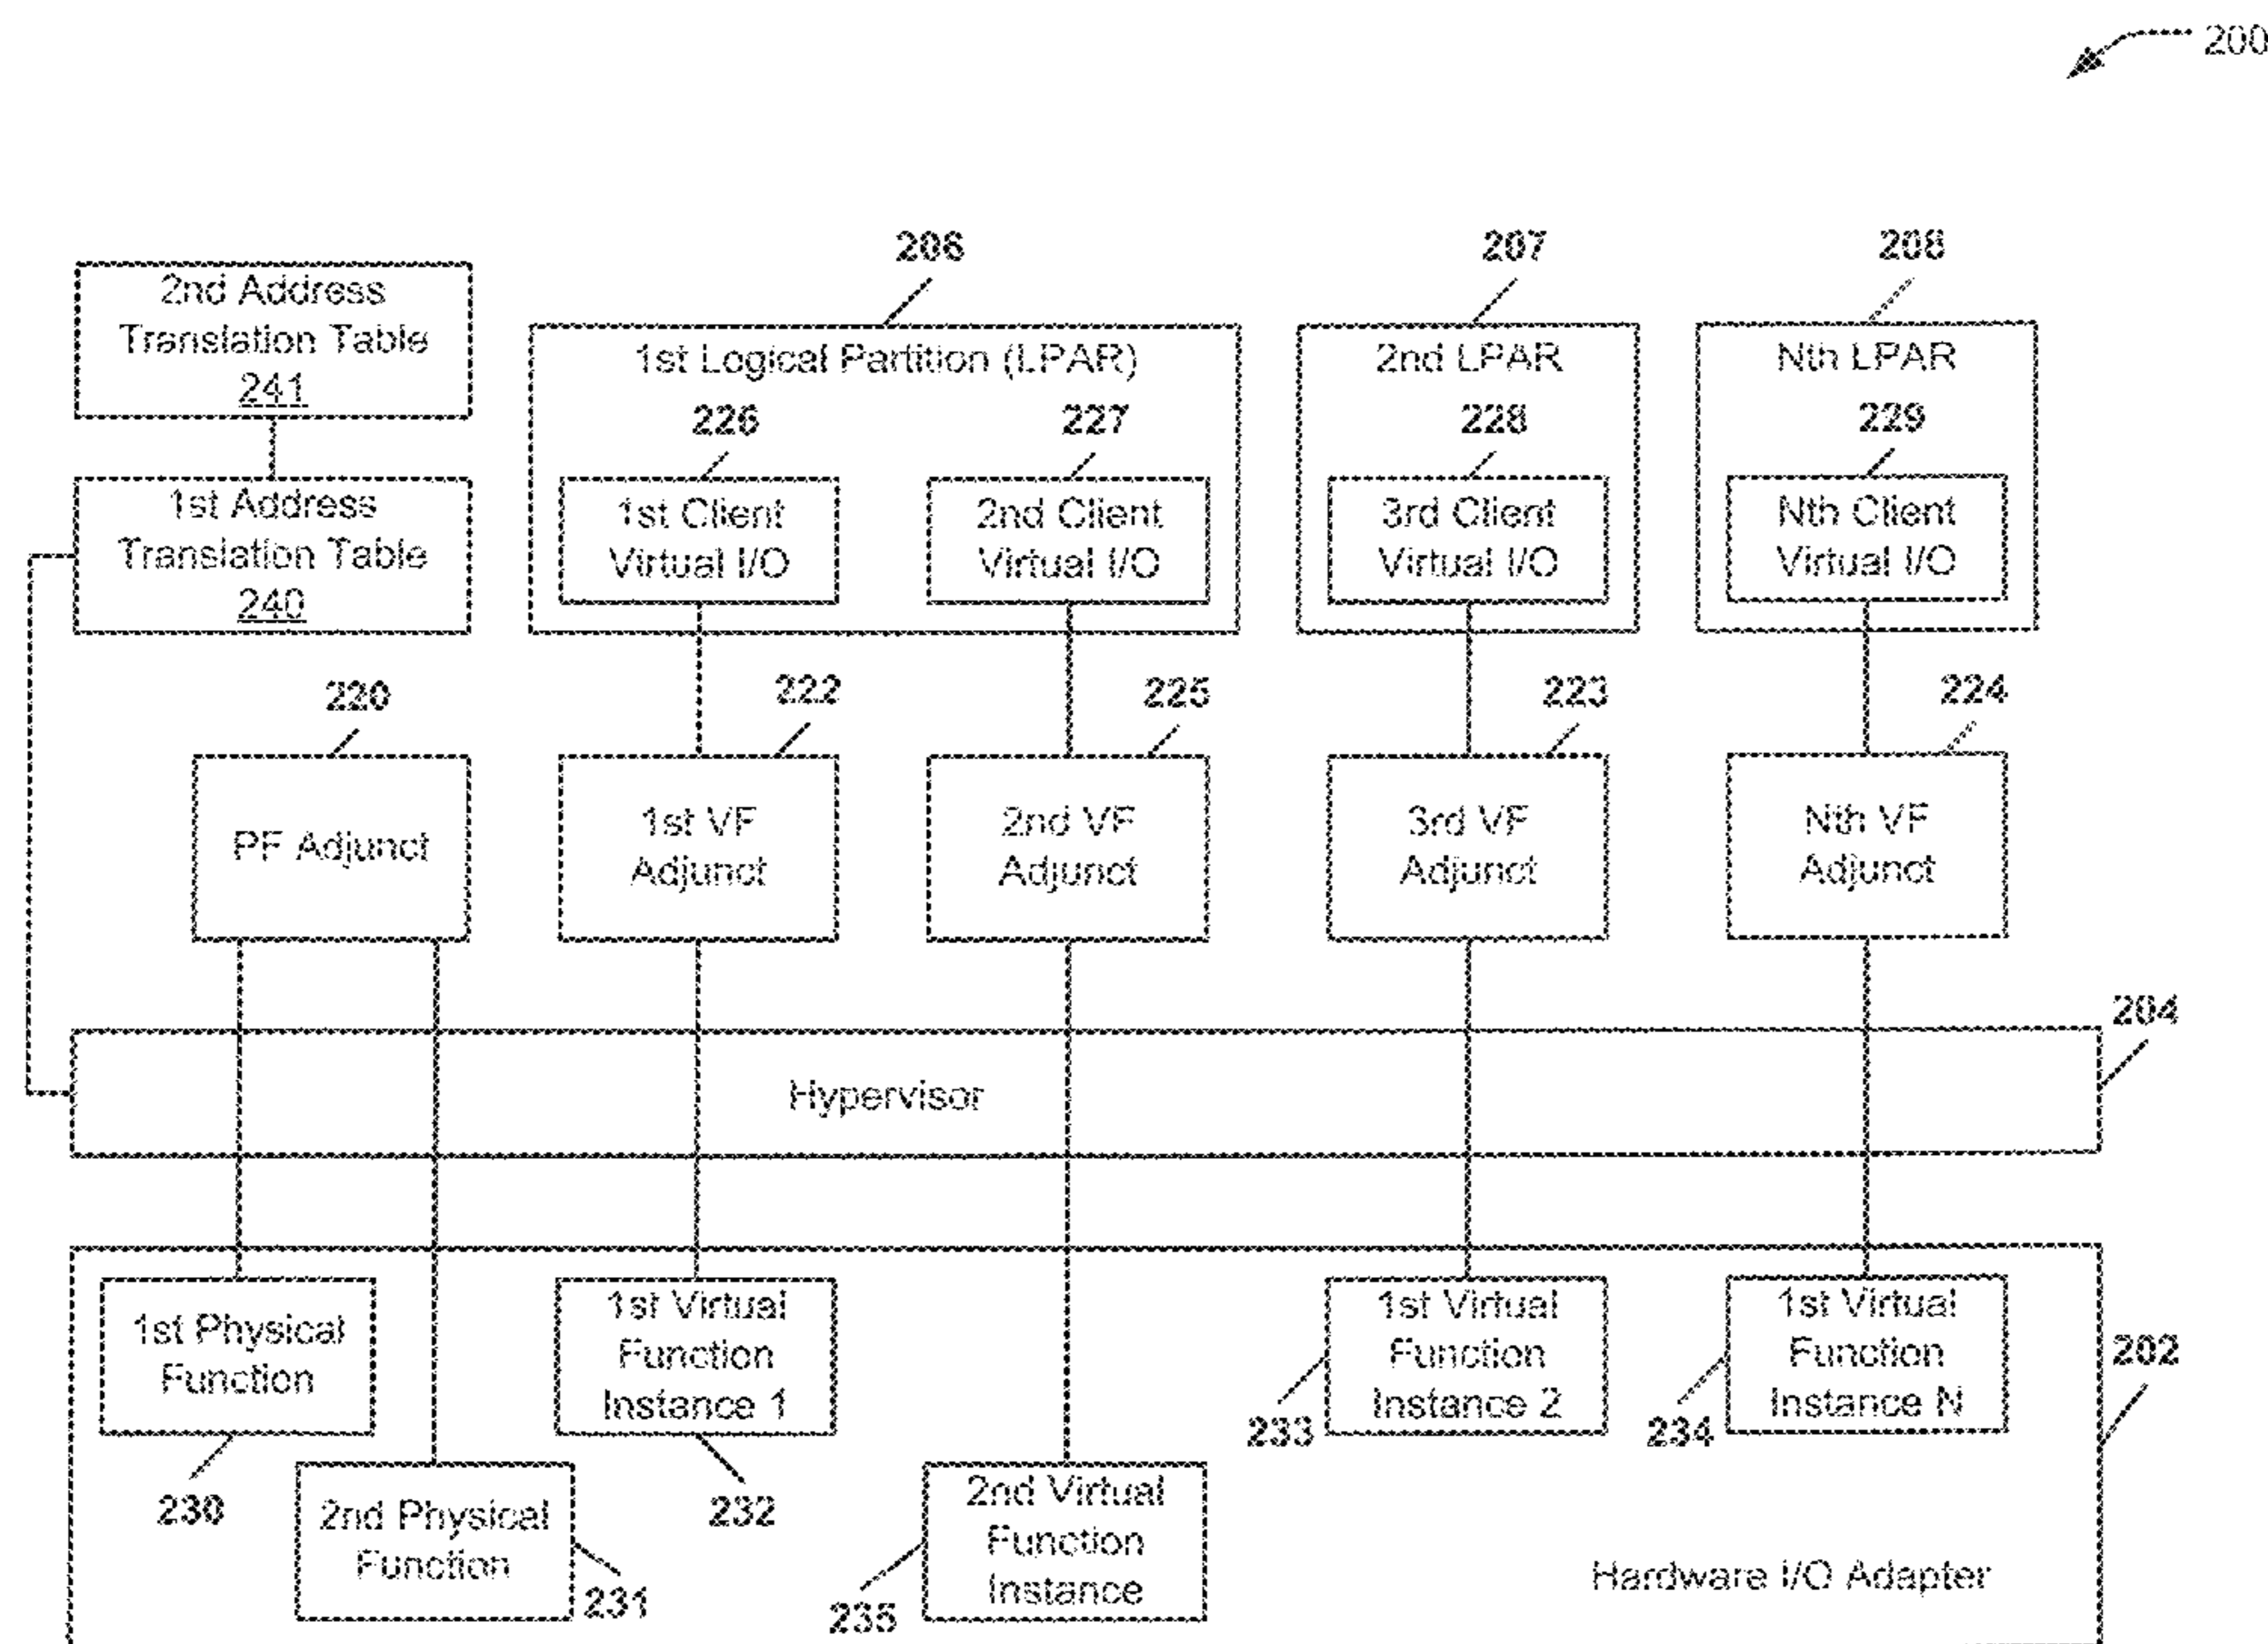 200
206
207
208
2nd Address
Translation Table
241
1st Logical Partition (LPAR)
2nd LPAR
Nth LPAR
226
227
228
229
1st Address
Translation Table
240
1st Client
Virtual I/O
2nd Client
Virtual I/O
3rd Client
Virtual I/O
Nth Client
Virtual I/O
220
222
225
223
224
PF Adjunct
1st VF
Adjunct
2nd VF
Adjunct
3rd VF
Adjunct
Nth VF
Adjunct
204
Hypervisor
1st Physical
Function
1st Virtual
Function
Instance 1
1st Virtual
Function
Instance 2
1st Virtual
Function
Instance N
202
230
232
233
234
2nd Physical
Function
231
2nd Virtual
Function
Instance
235
Hardware I/O Adapter